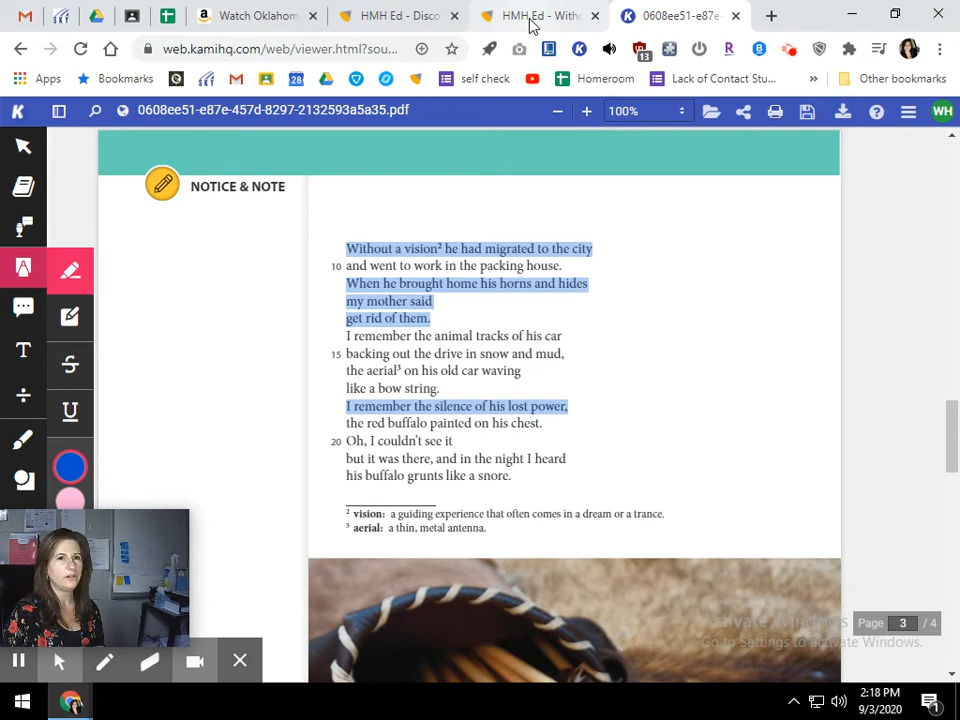 Watch Oklahom
HMH Ed - Disco
HMH Ed - Witho
0608ee51-e87e-
web.kamihq.com/web/viewer.html?sou...
13
Apps
Bookmarks
28
self check
Homeroom
Lack of Contact Stu...
Other bookmarks
K
0608ee51-e87e-457d-8297-2132593a5a35.pdf
100%
WH
NOTICE & NOTE
Without a vision² he had migrated to the city
10 and went to work in the packing house.
When he brought home his horns and hides
my mother said
get rid of them.
I remember the animal tracks of his car
15 backing out the drive in snow and mud,
the aerial³ on his old car waving
like a bow string.
I remember the silence of his lost power,
the red buffalo painted on his chest.
20 Oh, I couldn't see it
but it was there, and in the night I heard
his buffalo grunts like a snore.
² vision: a guiding experience that often comes in a dream or a trance.
³ aerial: a thin, metal antenna.
Activate Windows
Go to Settings to activate Windows.
Page 3 / 4
2:18 PM
9/3/2020
1